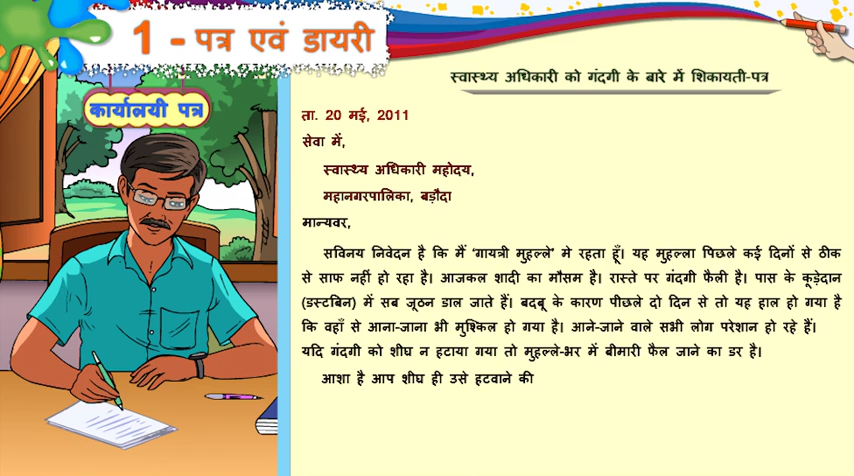 1 - पत्र एवं डायरी
कार्यालयी पत्र
स्वास्थ्य अधिकारी को गंदगी के बारे में शिकायती-पत्र
ता. 20 मई, 2011
सेवा में,
स्वास्थ्य अधिकारी महोदय,
महानगरपालिका, बड़ौदा
मान्यवर,
सविनय निवेदन है कि मैं 'गायत्री मुहल्ले' मे रहता हूँ। यह मुहल्ला पिछले कई दिनों से ठीक
से साफ नहीं हो रहा है। आजकल शादी का मौसम है। रास्ते पर गंदगी फैली है। पास के कूड़ेदान
(डस्टबिन) में सब जूठन डाल जाते हैं। बदबू के कारण पीछले दो दिन से तो यह हाल हो गया है
कि वहाँ से आना-जाना भी मुश्किल हो गया है। आने-जाने वाले सभी लोग परेशान हो रहे हैं।
यदि गंदगी को शीघ्र न हटाया गया तो मुहल्ले-भर में बीमारी फैल जाने का डर है।
आशा है आप शीघ्र ही उसे हटवाने की